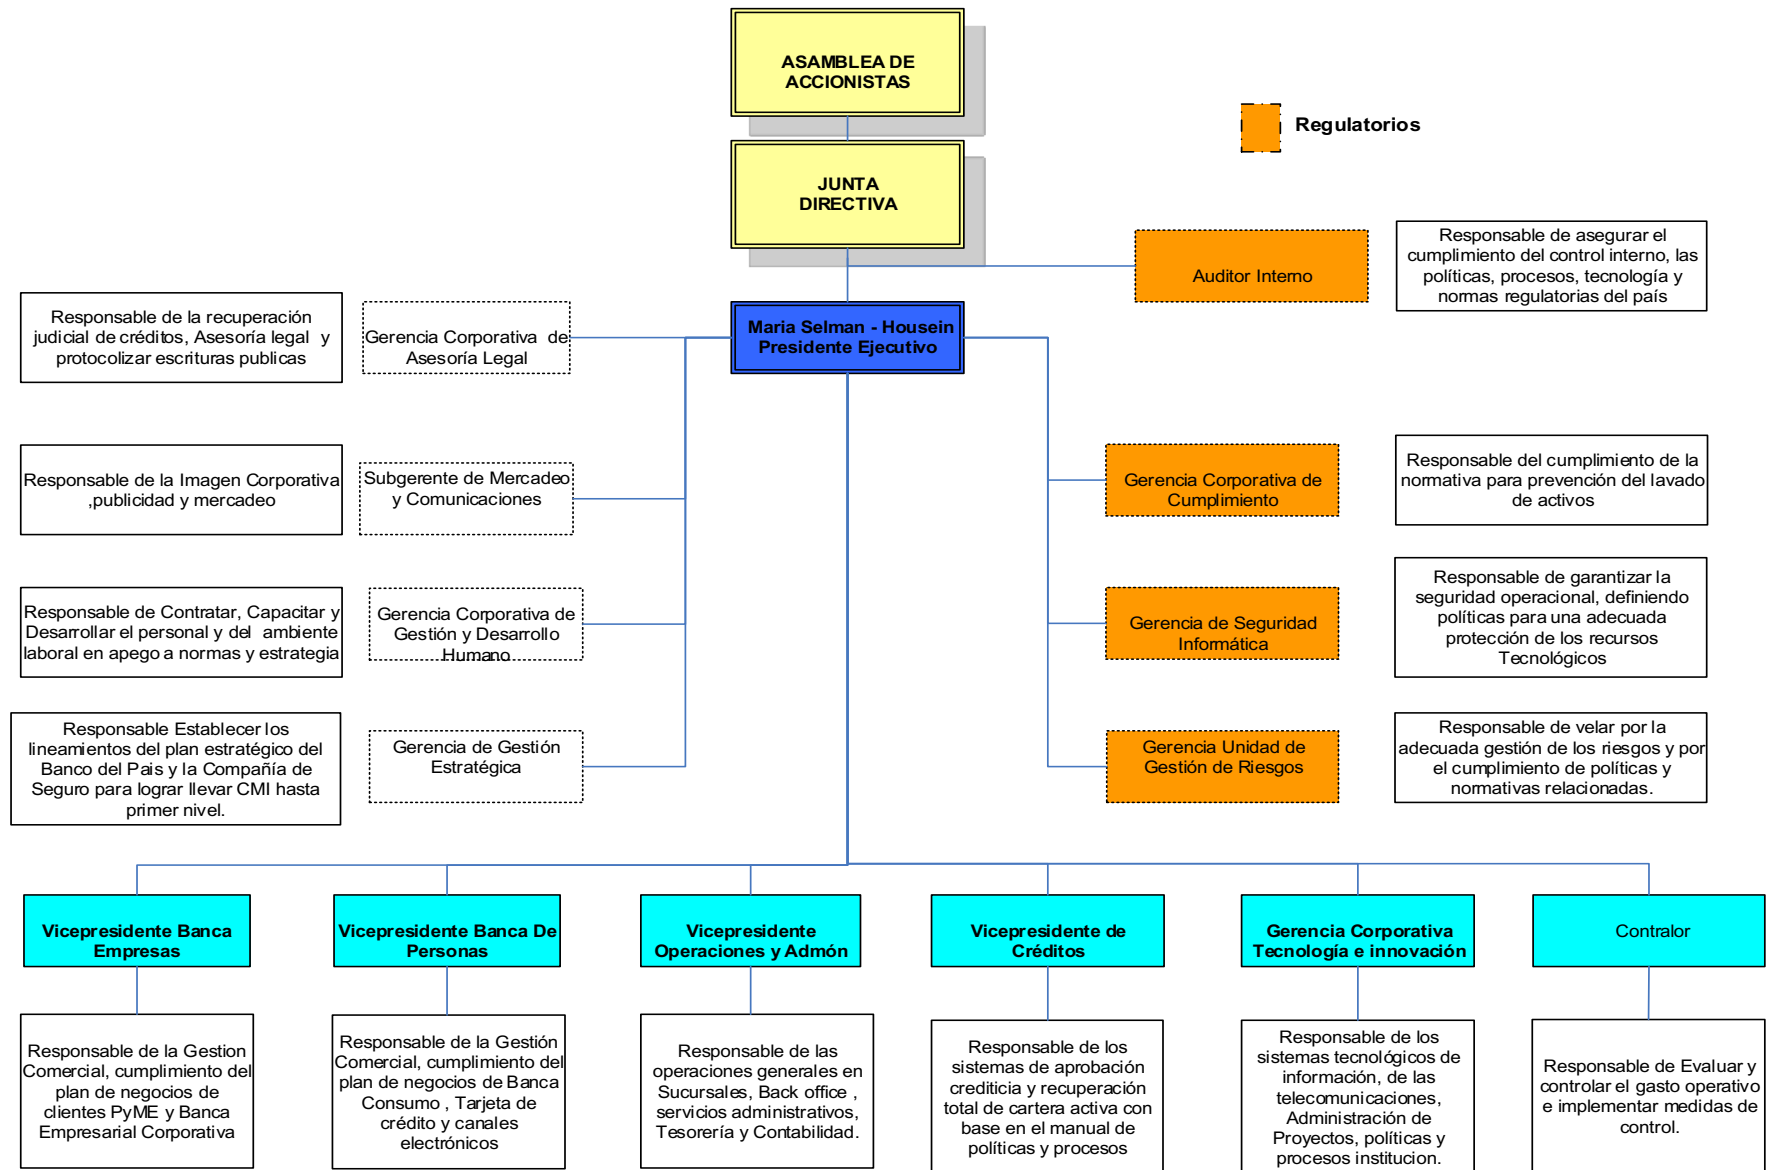 ASAMBLEA DE
ACCIONISTAS
Regulatorios
JUNTA
DIRECTIVA
Auditor Interno
Responsable de asegurar el
cumplimiento del control interno, las
políticas, procesos, tecnología y
normas regulatorias del país
Responsable de la recuperación
judicial de créditos, Asesoría legal y
protocolizar escrituras publicas
Gerencia Corporativa de
Asesoría Legal
Maria Selman - Housein
Presidente Ejecutivo
Responsable de la Imagen Corporativa
,publicidad y mercadeo
Subgerente de Mercadeo
y Comunicaciones
Gerencia Corporativa de
Cumplimiento
Responsable del cumplimiento de la
normativa para prevención del lavado
de activos
Responsable de Contratar, Capacitar y
Desarrollar el personal y del ambiente
laboral en apego a normas y estrategia
Gerencia Corporativa de
Gestión y Desarrollo
Humano
Gerencia de Seguridad
Informática
Responsable de garantizar la
seguridad operacional, definiendo
políticas para una adecuada
protección de los recursos
Tecnológicos
Responsable Establecer los
lineamientos del plan estratégico del
Banco del Pais y la Compañía de
Seguro para lograr llevar CMI hasta
primer nivel.
Gerencia de Gestión
Estratégica
Gerencia Unidad de
Gestión de Riesgos
Responsable de velar por la
adecuada gestión de los riesgos y por
el cumplimiento de políticas y
normativas relacionadas.
Vicepresidente Banca
Empresas
Vicepresidente Banca De
Personas
Vicepresidente
Operaciones y Admón
Vicepresidente de
Créditos
Gerencia Corporativa
Tecnología e innovación
Contralor
Responsable de la Gestion
Comercial, cumplimiento del
plan de negocios de
clientes PyME y Banca
Empresarial Corporativa
Responsable de la Gestión
Comercial, cumplimiento del
plan de negocios de Banca
Consumo , Tarjeta de
crédito y canales
electrónicos
Responsable de las
operaciones generales en
Sucursales, Back office ,
servicios administrativos,
Tesorería y Contabilidad.
Responsable de los
sistemas de aprobación
crediticia y recuperación
total de cartera activa con
base en el manual de
políticas y procesos
Responsable de los
sistemas tecnológicos de
información, de las
telecomunicaciones,
Administración de
Proyectos, políticas y
procesos institucion.
Responsable de Evaluar y
controlar el gasto operativo
e implementar medidas de
control.